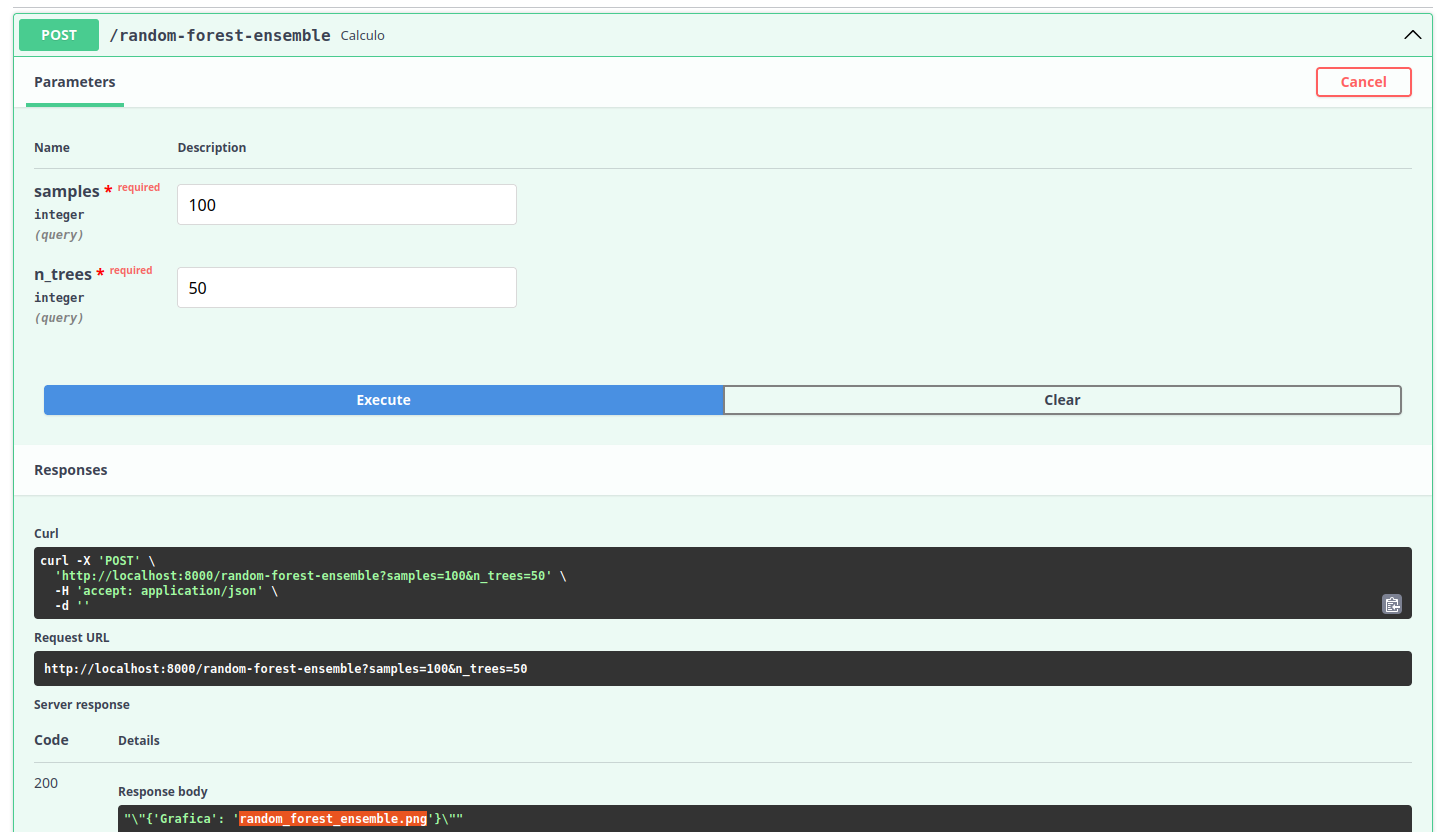 POST /random-forest-ensemble Calculo
Parameters
Cancel
Name Description
samples * required
integer
(query)
100
n_trees * required
integer
(query)
50
Execute Clear
Responses
Curl
curl -X 'POST' \
'http://localhost:8000/random-forest-ensemble?samples=100&n_trees=50' \
-H 'accept: application/json' \
-d ''
Request URL
http://localhost:8000/random-forest-ensemble?samples=100&n_trees=50
Server response
Code Details
200
Response body
"\"{'Grafica': 'random_forest_ensemble.png'}\""